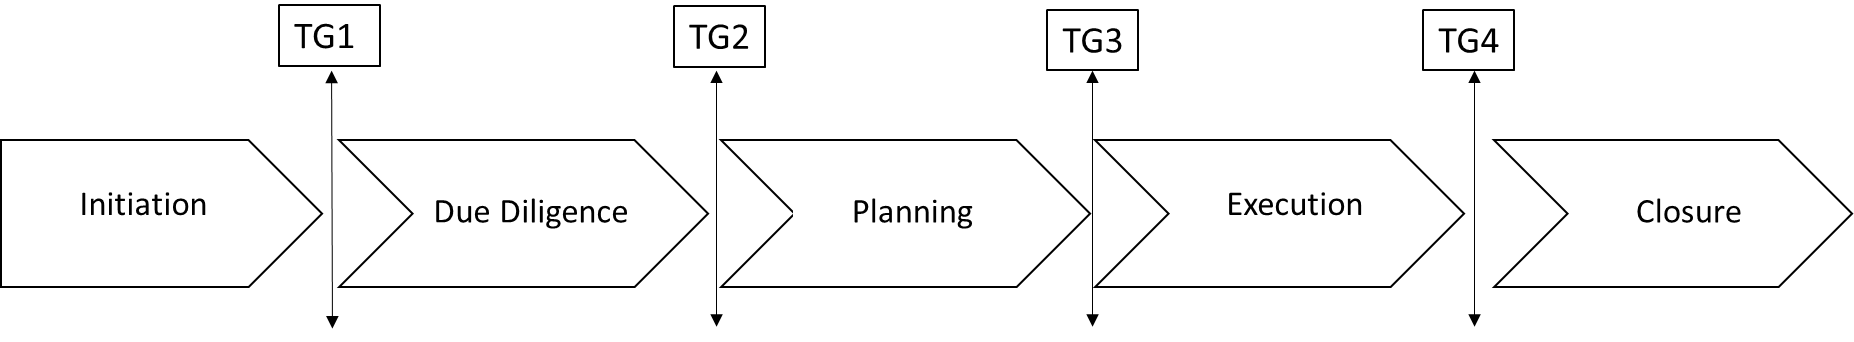 TG1
TG2
TG3
TG4
Initiation
Due Diligence
Planning
Execution
Closure